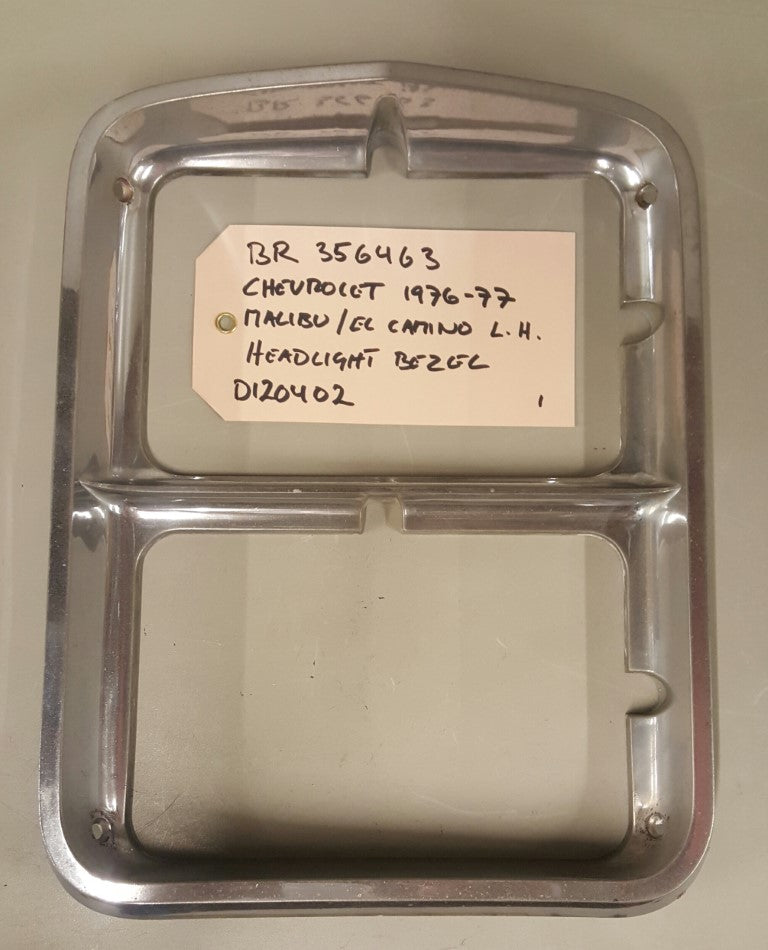 BR 356463
CHEVROLET 1976-77
MALIBU/EL CAMINO L.H.
HEADLIGHT BEZEL
D120402 1